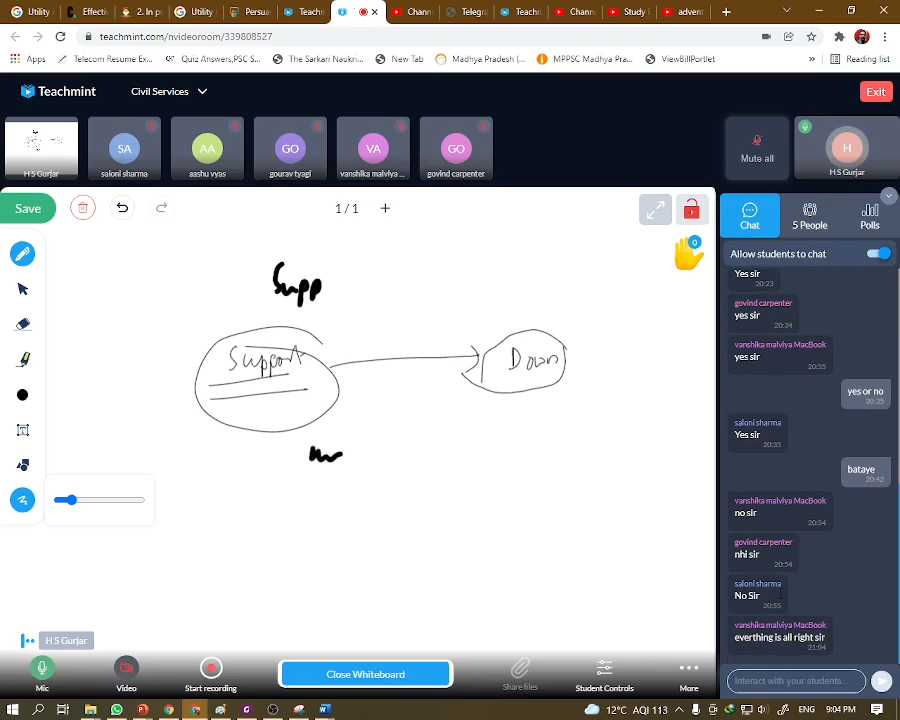 Utility
Effecti
2. In p
Utility
Persua
Teachm
Chann
Telegra
Teachn
Chann
Study L
advent
teachmint.com/nvideoroom/339808527
Apps
Telecom Resume Ex...
Quiz Answers,PSC S...
The Sarkari Naukri...
New Tab
Madhya Pradesh (...
MPPSC Madhya Pra...
ViewBillPortlet
»
Reading list
Teachmint
Civil Services
Exit
H S Gurjar
SA
saloni sharma
AA
aashu vyas
GO
gourav tyagi
VA
vanshika malviya ...
GO
govind carpenter
Mute all
H
H S Gurjar
Save
1 / 1
+
0
Chat
5 People
Polls
Allow students to chat
Yes sir
20:23
govind carpenter
yes sir
20:34
vanshika malviya MacBook
yes sir
20:35
yes or no
20:35
saloni sharma
Yes sir
20:35
bataye
20:42
vanshika malviya MacBook
no sir
20:54
govind carpenter
nhi sir
20:54
saloni sharma
No Sir
20:55
vanshika malviya MacBook
everthing is all right sir
21:04
Supp
Support
Down
H S Gurjar
Mic
Video
Start recording
Close Whiteboard
Share files
Student Controls
More
Interact with your students...
12°C AQI 113
ENG
9:04 PM